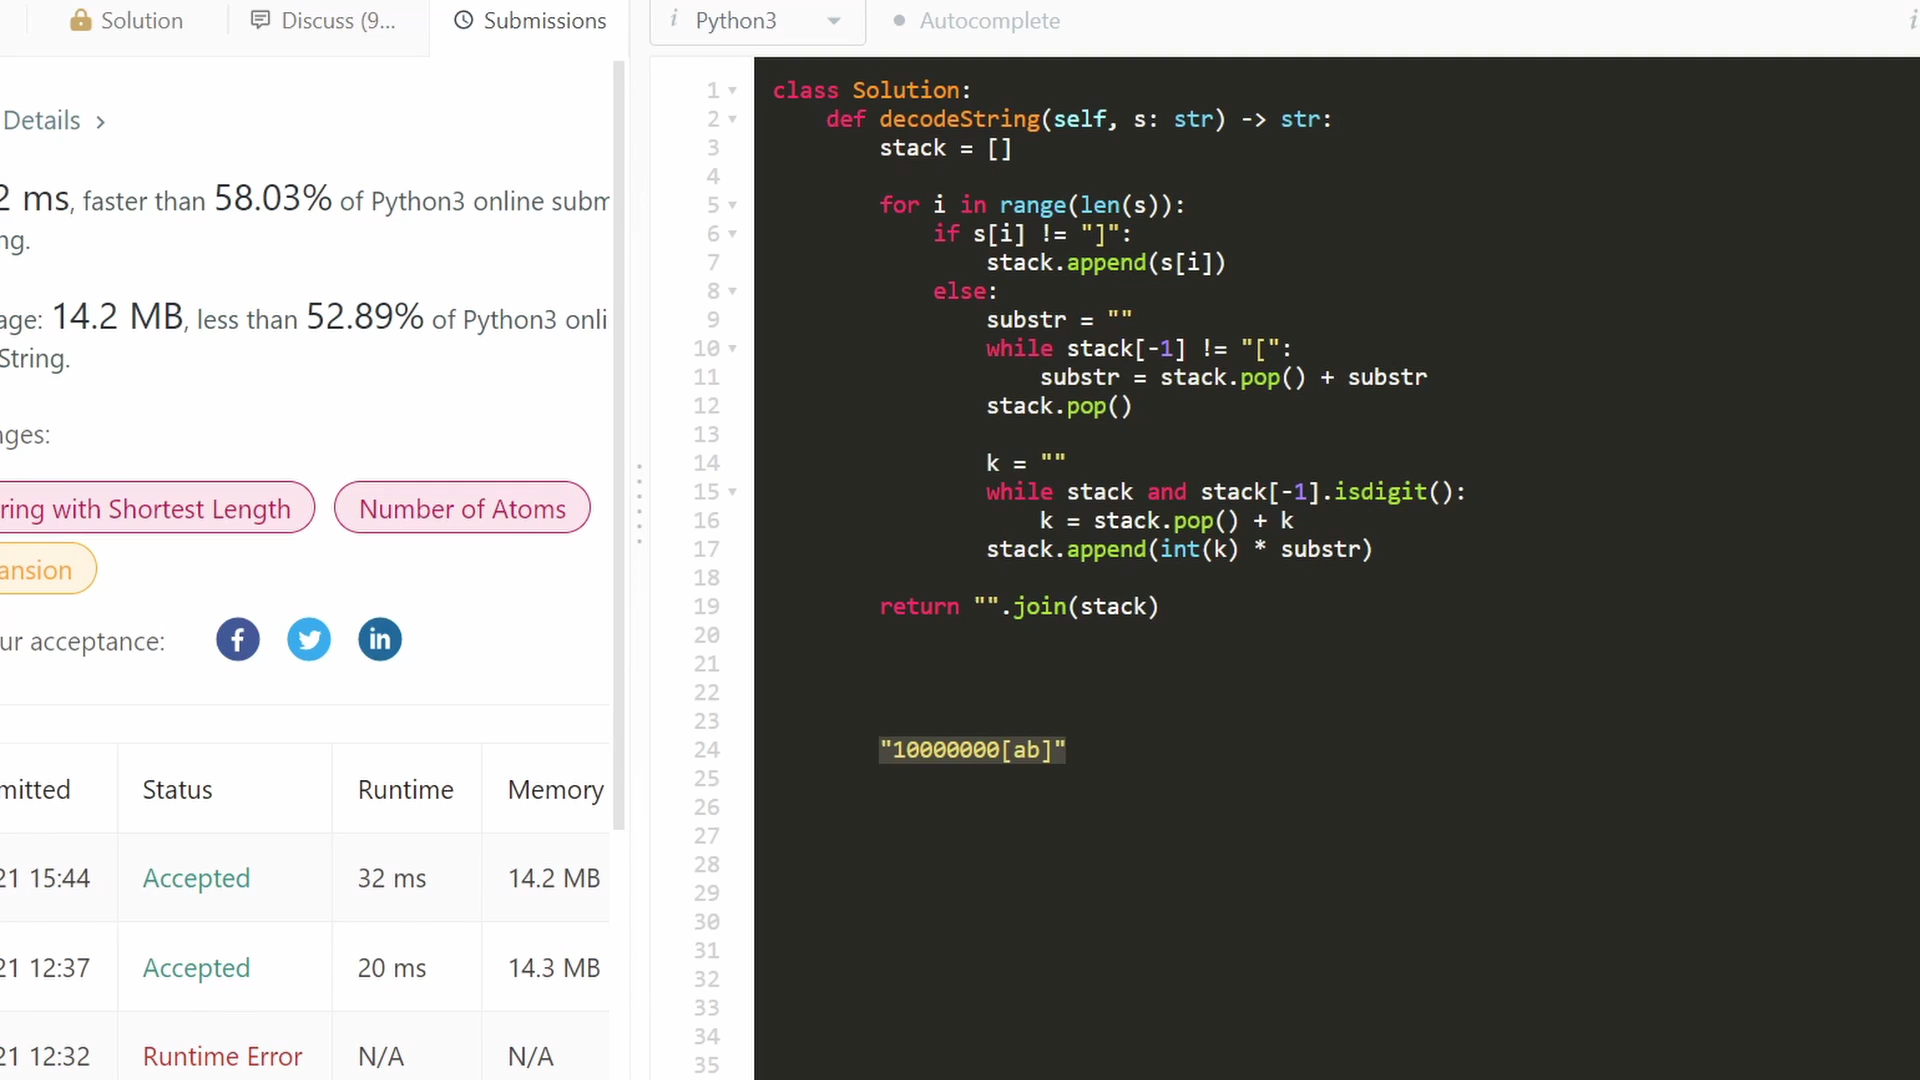 Solution
Discuss (9...
Submissions
i Python3
Autocomplete
i
Details >
2 ms, faster than 58.03% of Python3 online subm
ng.
age: 14.2 MB, less than 52.89% of Python3 onli
String.
nges:
ring with Shortest Length
Number of Atoms
ansion
ur acceptance:
f
in
mitted Status Runtime Memory
21 15:44 Accepted 32 ms 14.2 MB
21 12:37 Accepted 20 ms 14.3 MB
21 12:32 Runtime Error N/A N/A
1 class Solution:
2 def decodeString(self, s: str) -> str:
3 stack = []
4
5 for i in range(len(s)):
6 if s[i] != "]":
7 stack.append(s[i])
8 else:
9 substr = ""
10 while stack[-1] != "[":
11 substr = stack.pop() + substr
12 stack.pop()
13
14 k = ""
15 while stack and stack[-1].isdigit():
16 k = stack.pop() + k
17 stack.append(int(k) * substr)
18
19 return "".join(stack)
20
21
22
23
24 "10000000[ab]"
25
26
27
28
29
30
31
32
33
34
35